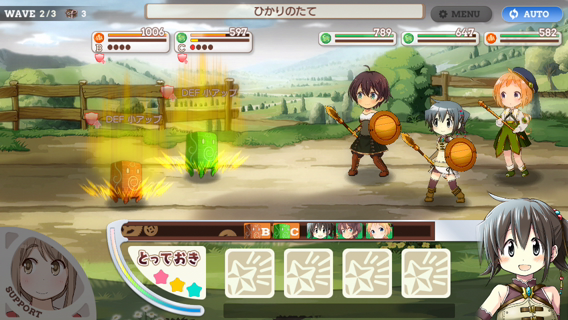 WAVE 2/3 3
ひかりのたて
MENU
AUTO
1006
B
597
C
789
647
582
DEF 小アップ
DEF 小アップ
B
C
とっておき
SUPPORT